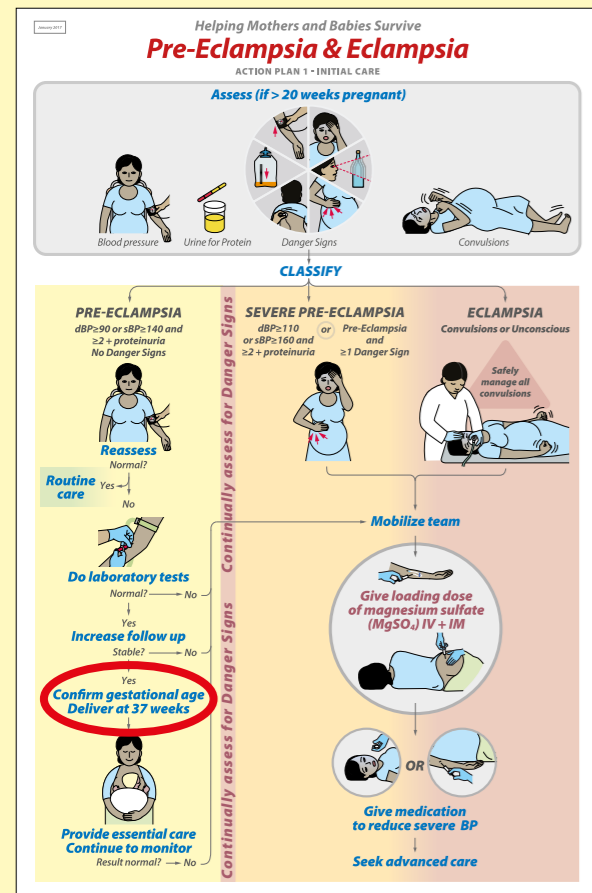 January 2017
Helping Mothers and Babies Survive
Pre-Eclampsia & Eclampsia
ACTION PLAN 1 - INITIAL CARE
Assess (if > 20 weeks pregnant)
Blood pressure
Urine for Protein
Danger Signs
Convulsions
CLASSIFY
PRE-ECLAMPSIA
dBP≥90 or sBP≥140 and
≥2 + proteinuria
No Danger Signs
Reassess
Normal?
Routine
care
Yes
No
Do laboratory tests
Normal?
No
Yes
Increase follow up
Stable?
No
Yes
Confirm gestational age
Deliver at 37 weeks
Provide essential care
Continue to monitor
Result normal?
No
Continually assess for Danger Signs
Continually assess for Danger Signs
SEVERE PRE-ECLAMPSIA
dBP≥110
or sBP≥160 and
≥2 + proteinuria
or
Pre-Eclampsia
and
≥1 Danger Sign
ECLAMPSIA
Convulsions or Unconscious
Safely
manage all
convulsions
Mobilize team
Give loading dose
of magnesium sulfate
(MgSO₄) IV + IM
OR
Give medication
to reduce severe BP
Seek advanced care